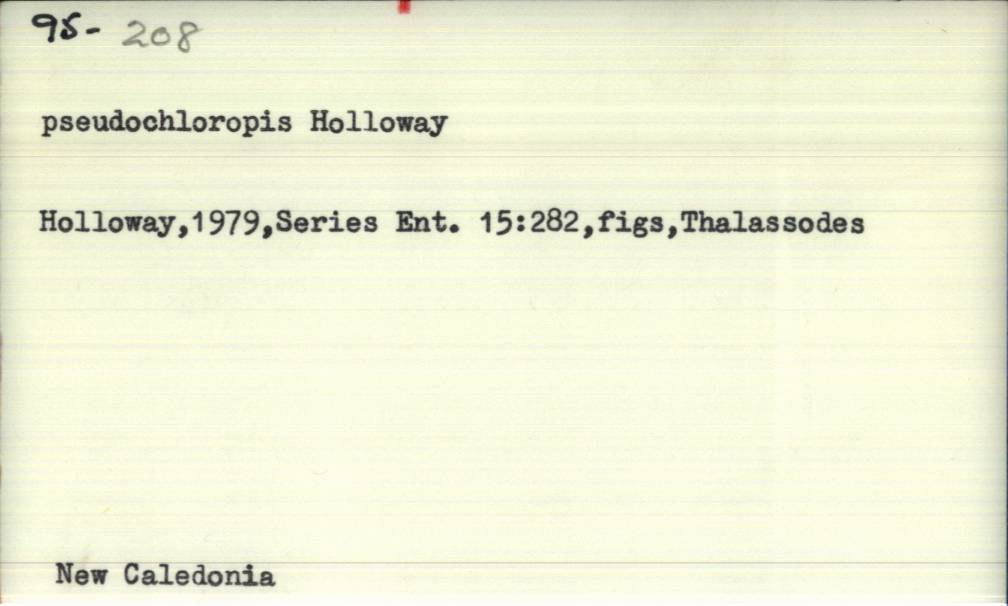 95- 208
pseudochloropis Holloway
Holloway,1979,Series Ent. 15:282,figs,Thalassodes
New Caledonia